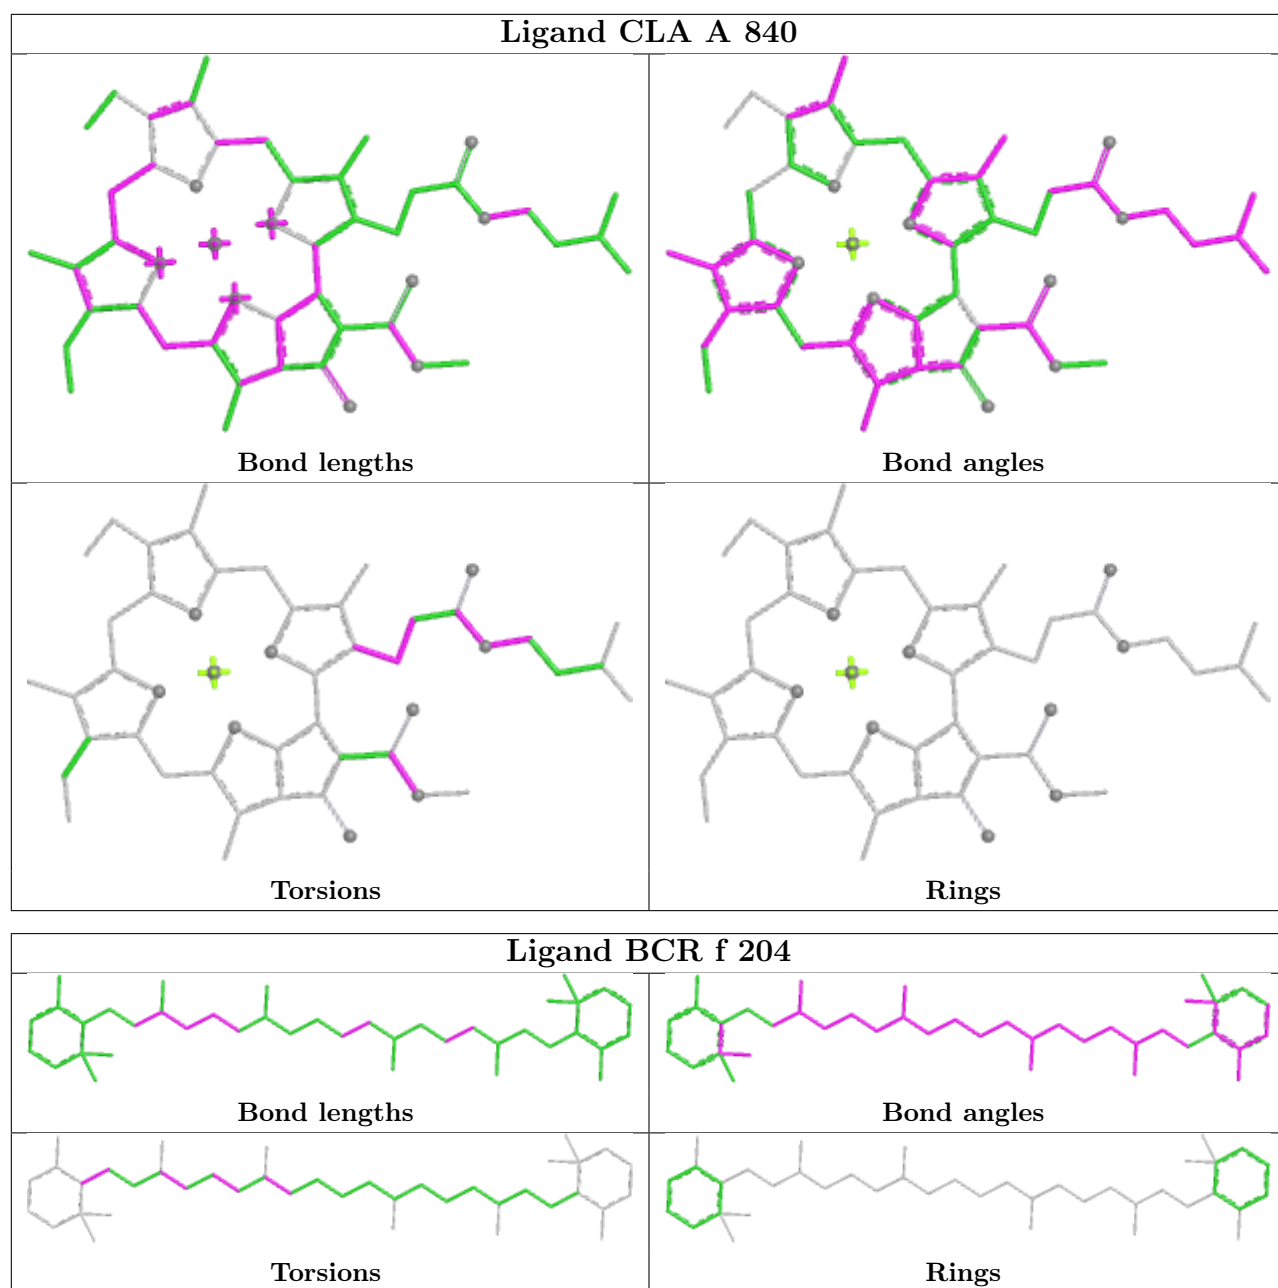 Ligand CLA A 840
Bond lengths
Bond angles
Torsions
Rings
Ligand BCR f 204
Bond lengths
Bond angles
Torsions
Rings